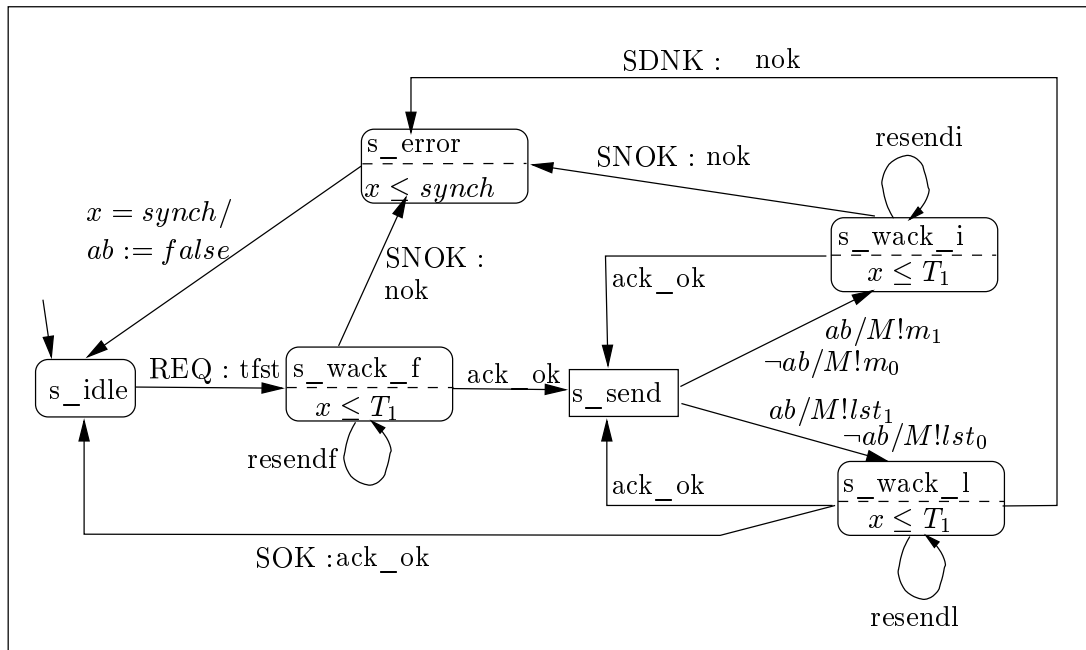 SDNK : nok
s_error
x ≤ synch
SNOK : nok
resendi
x = synch/
ab := false
SNOK :
nok
s_wack_i
x ≤ T₁
ack_ok
ab/M!m₁
¬ab/M!m₀
s_idle
REQ : tfst
s_wack_f
x ≤ T₁
ack_ok
s_send
ab/M!lst₁
¬ab/M!lst₀
resendf
ack_ok
s_wack_l
x ≤ T₁
SOK :ack_ok
resendl